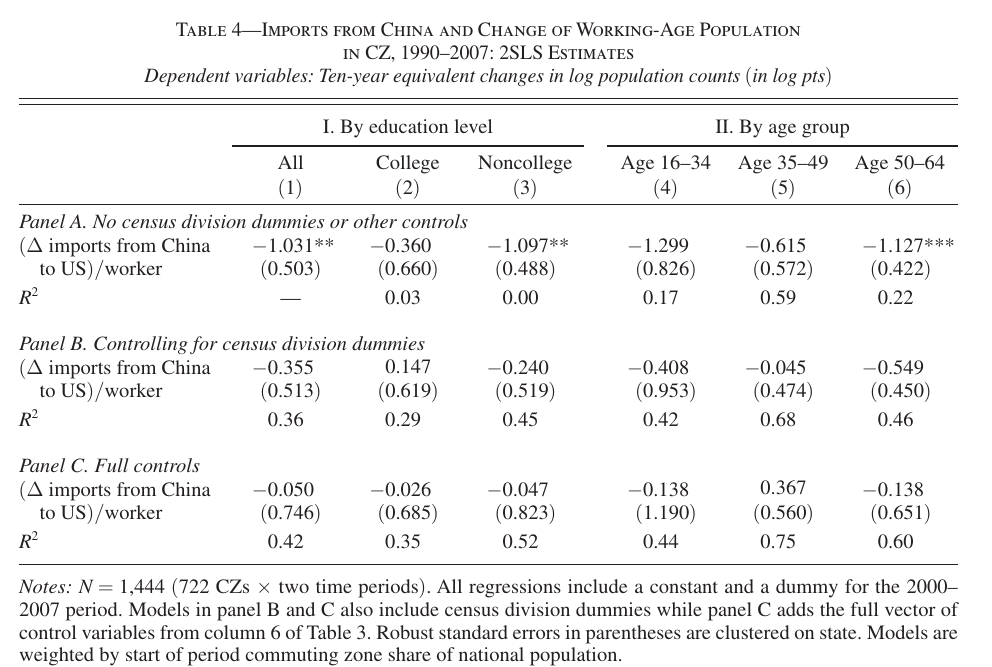 Table 4—Imports from China and Change of Working-Age Population
in CZ, 1990–2007: 2SLS Estimates
Dependent variables: Ten-year equivalent changes in log population counts (in log pts)
I. By education level II. By age group
All College Noncollege Age 16–34 Age 35–49 Age 50–64
(1) (2) (3) (4) (5) (6)
Panel A. No census division dummies or other controls
(Δ imports from China −1.031** −0.360 −1.097** −1.299 −0.615 −1.127***
to US)/worker (0.503) (0.660) (0.488) (0.826) (0.572) (0.422)
R² — 0.03 0.00 0.17 0.59 0.22
Panel B. Controlling for census division dummies
(Δ imports from China −0.355 0.147 −0.240 −0.408 −0.045 −0.549
to US)/worker (0.513) (0.619) (0.519) (0.953) (0.474) (0.450)
R² 0.36 0.29 0.45 0.42 0.68 0.46
Panel C. Full controls
(Δ imports from China −0.050 −0.026 −0.047 −0.138 0.367 −0.138
to US)/worker (0.746) (0.685) (0.823) (1.190) (0.560) (0.651)
R² 0.42 0.35 0.52 0.44 0.75 0.60
Notes: N = 1,444 (722 CZs × two time periods). All regressions include a constant and a dummy for the 2000–
2007 period. Models in panel B and C also include census division dummies while panel C adds the full vector of
control variables from column 6 of Table 3. Robust standard errors in parentheses are clustered on state. Models are
weighted by start of period commuting zone share of national population.